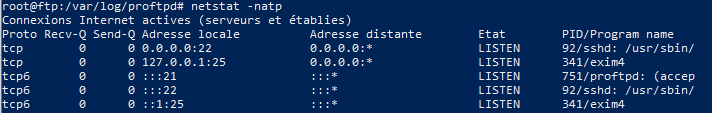 root@ftp:/var/log/proftpd# netstat -natp
Connexions Internet actives (serveurs et établies)
Proto Recv-Q Send-Q Adresse locale          Adresse distante        Etat        PID/Program name
tcp        0      0 0.0.0.0:22              0.0.0.0:*               LISTEN      92/sshd: /usr/sbin/
tcp        0      0 127.0.0.1:25            0.0.0.0:*               LISTEN      341/exim4
tcp6       0      0 :::21                   :::*                    LISTEN      751/proftpd: (accep
tcp6       0      0 :::22                   :::*                    LISTEN      92/sshd: /usr/sbin/
tcp6       0      0 ::1:25                  :::*                    LISTEN      341/exim4